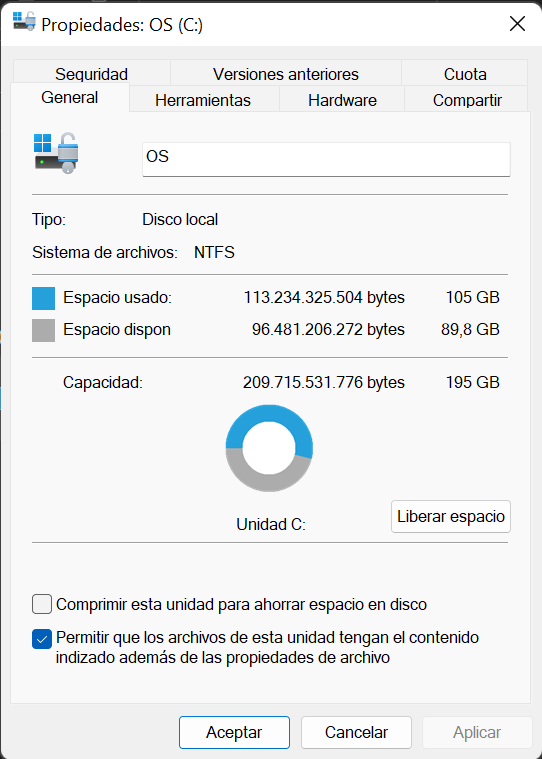 Propiedades: OS (C:)
Seguridad Versiones anteriores Cuota
General Herramientas Hardware Compartir
OS
Tipo: Disco local
Sistema de archivos: NTFS
Espacio usado: 113.234.325.504 bytes 105 GB
Espacio dispon 96.481.206.272 bytes 89,8 GB
Capacidad: 209.715.531.776 bytes 195 GB
Unidad C: Liberar espacio
Comprimir esta unidad para ahorrar espacio en disco
Permitir que los archivos de esta unidad tengan el contenido
indizado además de las propiedades de archivo
Aceptar Cancelar Aplicar